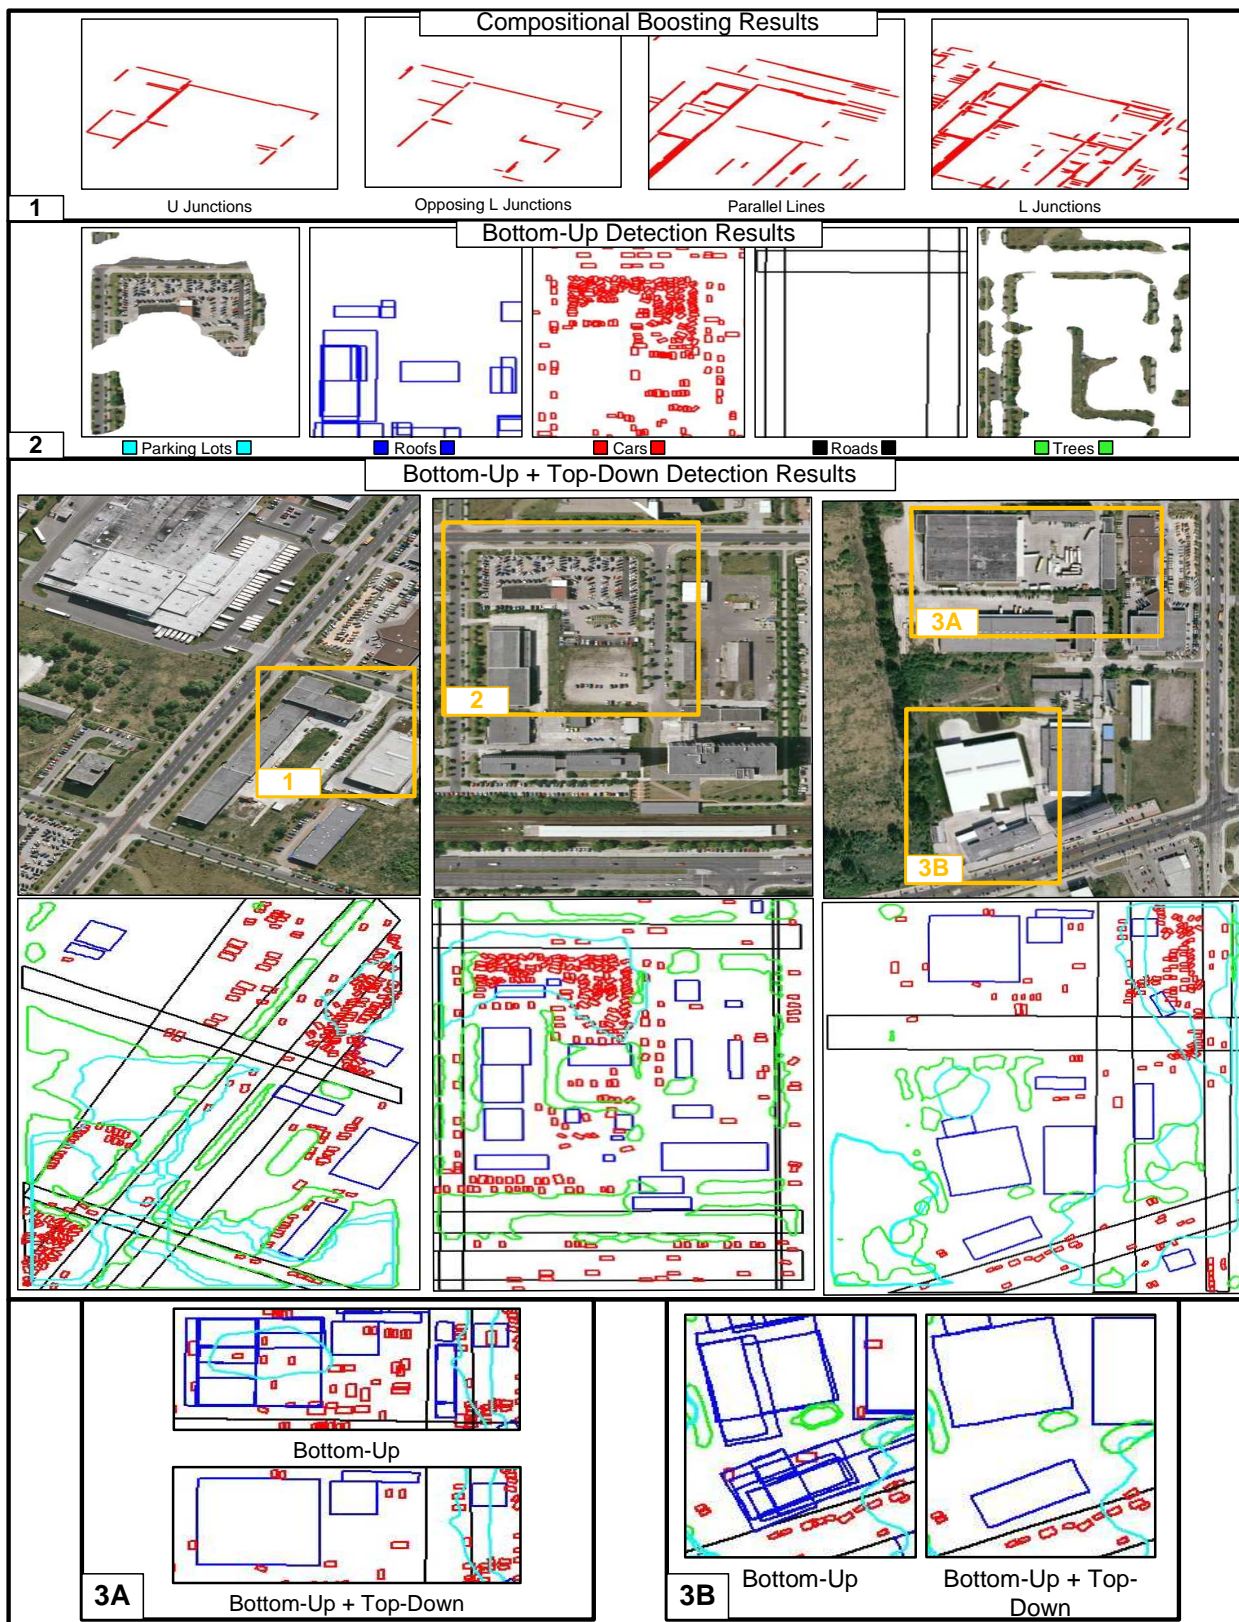 Compositional Boosting Results
U Junctions
Opposing L Junctions
Parallel Lines
L Junctions
1
Bottom-Up Detection Results
2
Parking Lots
Roofs
Cars
Roads
Trees
Bottom-Up + Top-Down Detection Results
1
2
3A
3B
Bottom-Up
Bottom-Up + Top-Down
3A
Bottom-Up
Bottom-Up + Top-
Down
3B